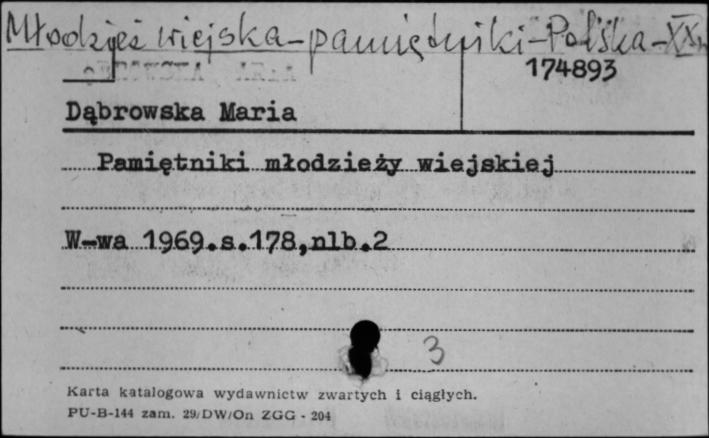 Młodzież wiejska-pamiętniki-Polska-XXw
174893
Dąbrowska Maria
Pamiętniki młodzieży wiejskiej
W-wa 1969.s.178,nlb.2
3
Karta katalogowa wydawnictw zwartych i ciągłych.
PU-B-144 zam. 29/DW/On ZGG - 204